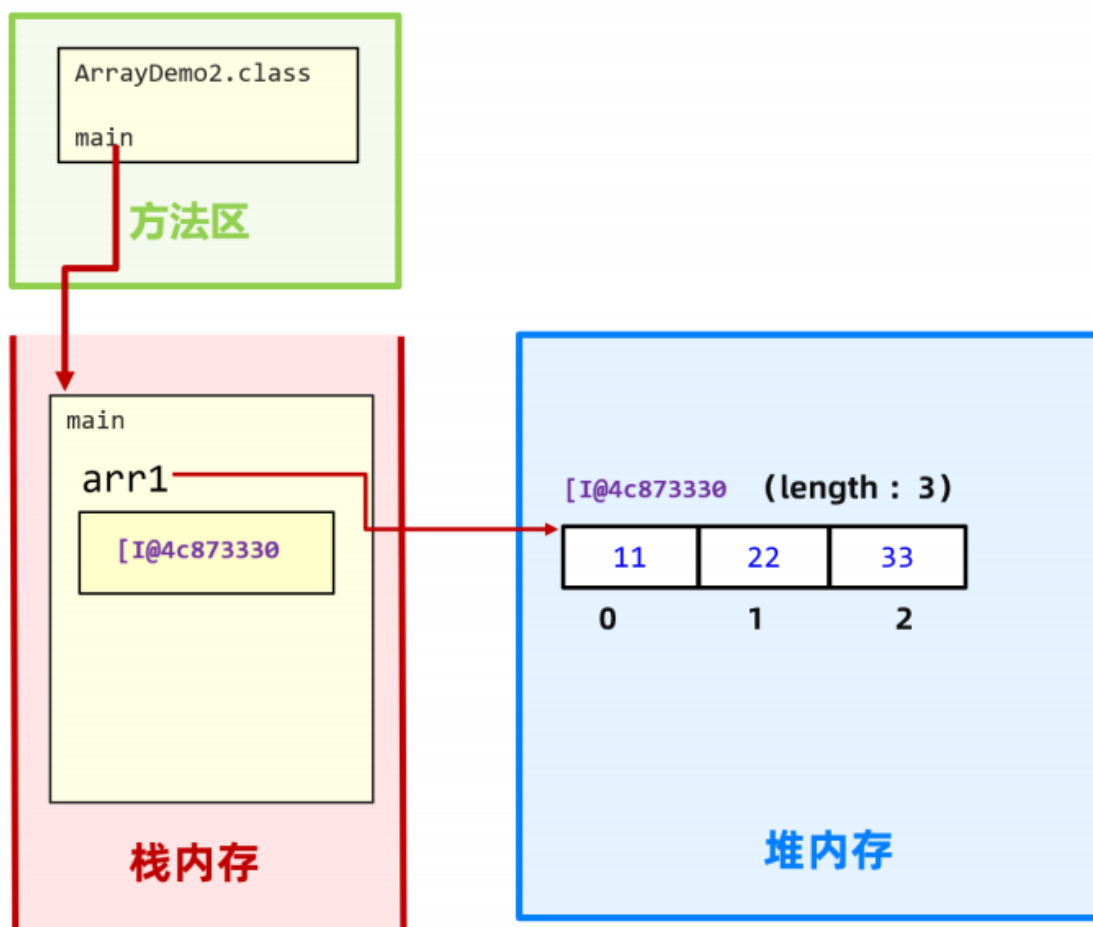 ArrayDemo2.class
main
方法区
main
arr1
[I@4c873330
栈内存
[I@4c873330 (length : 3)
11 22 33
0 1 2
堆内存